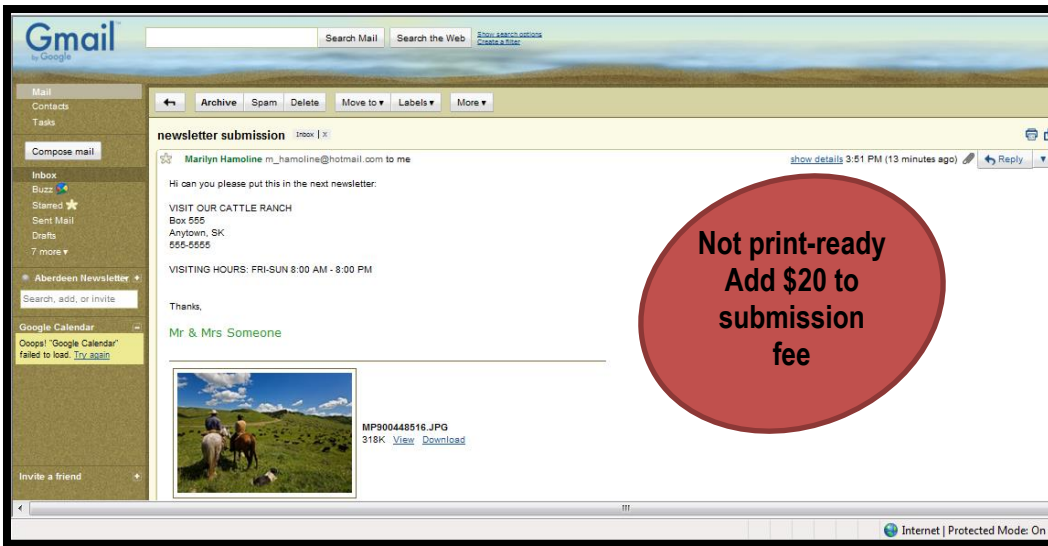 Gmail
by Google
Search Mail
Search the Web
Show search options
Create a filter
Mail
Contacts
Tasks
Compose mail
Inbox
Buzz
Starred
Sent Mail
Drafts
7 more ▾
Aberdeen Newsletter +
Search, add, or invite
Google Calendar
Ooops! "Google Calendar"
failed to load. Try again
Invite a friend +
Archive Spam Delete Move to ▾ Labels ▾ More ▾
newsletter submission Inbox | X
Marilyn Hamoline m_hamoline@hotmail.com to me
show details 3:51 PM (13 minutes ago) Reply ▾
Hi can you please put this in the next newsletter:
VISIT OUR CATTLE RANCH
Box 555
Anytown, SK
555-5555
VISITING HOURS: FRI-SUN 8:00 AM - 8:00 PM
Thanks,
Mr & Mrs Someone
MP900448516.JPG
318K View Download
Not print-ready
Add $20 to
submission
fee
Internet | Protected Mode: On